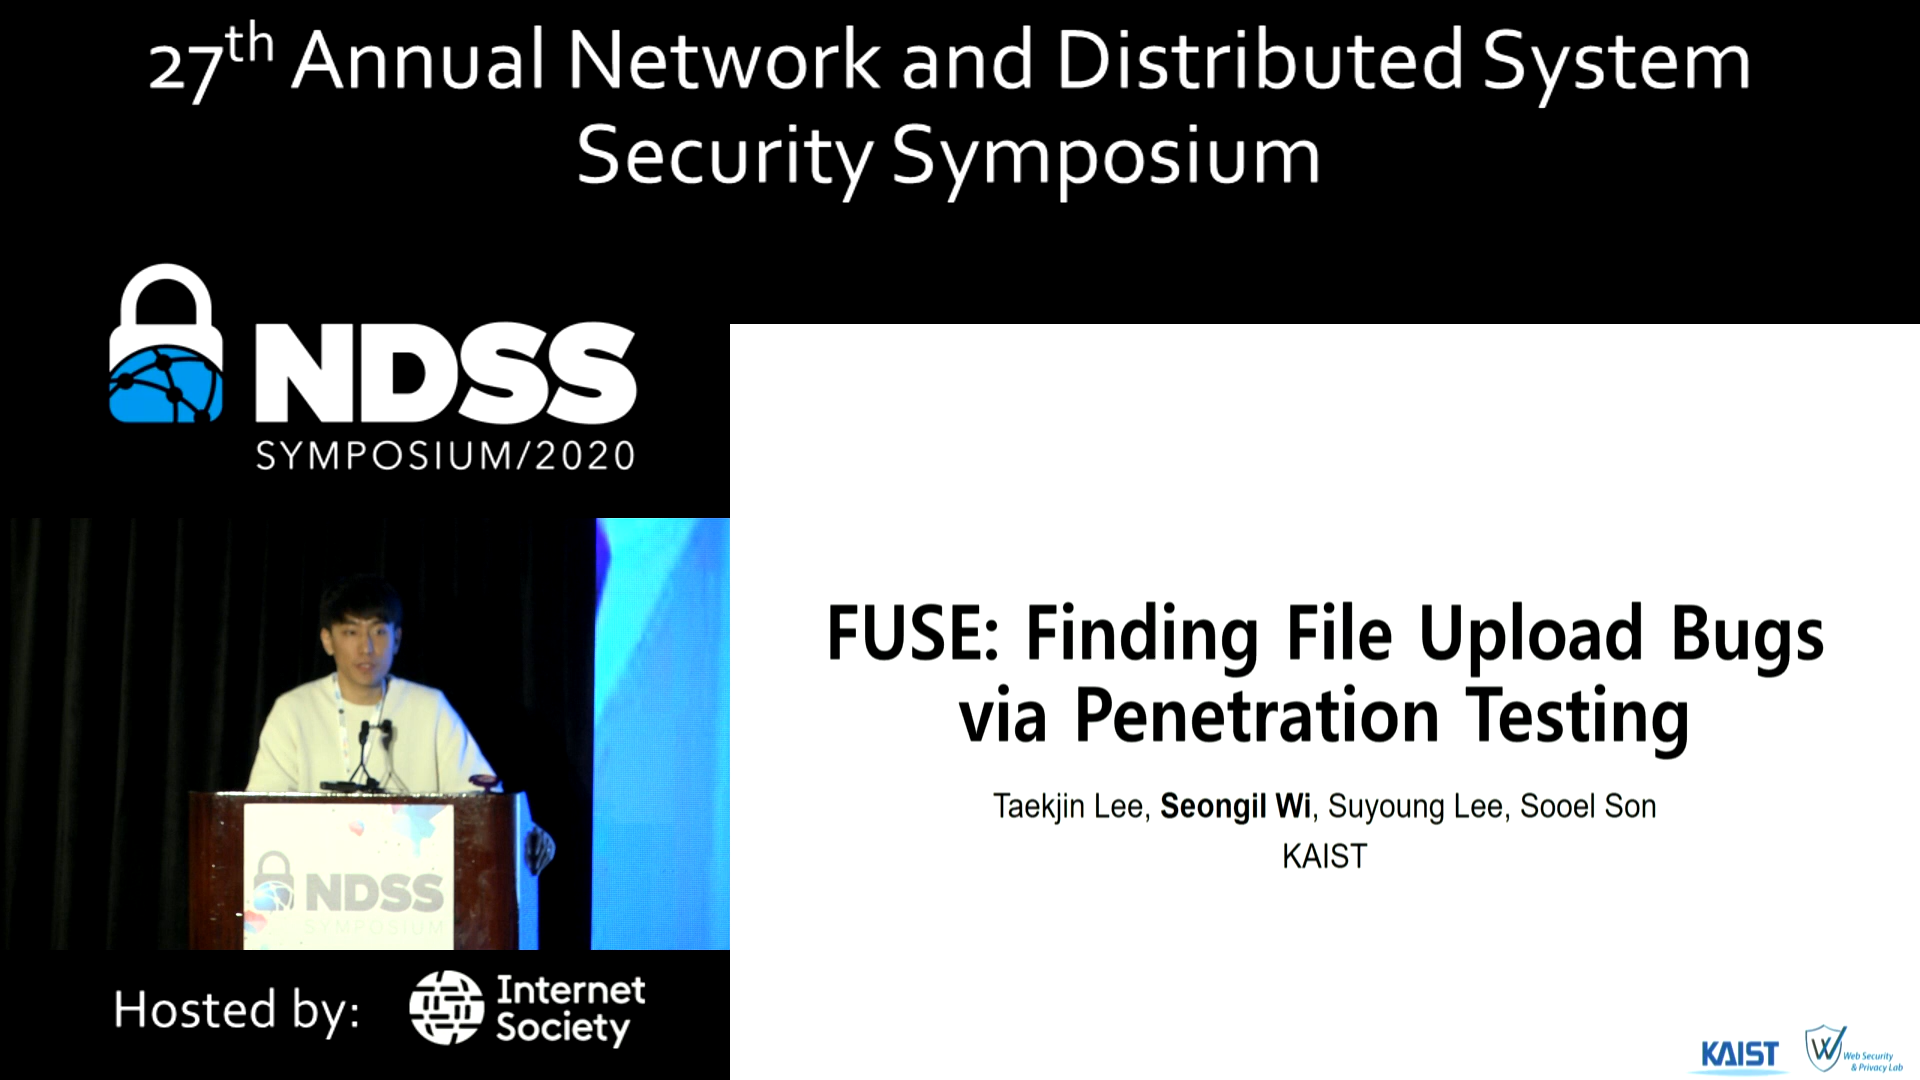 27th Annual Network and Distributed System
Security Symposium
NDSS
SYMPOSIUM/2020
FUSE: Finding File Upload Bugs
via Penetration Testing
Taekjin Lee, Seongil Wi, Suyoung Lee, Sooel Son
KAIST
NDSS
SYMPOSIUM
Hosted by:
Internet
Society
KAIST
W
Web Security
& Privacy Lab